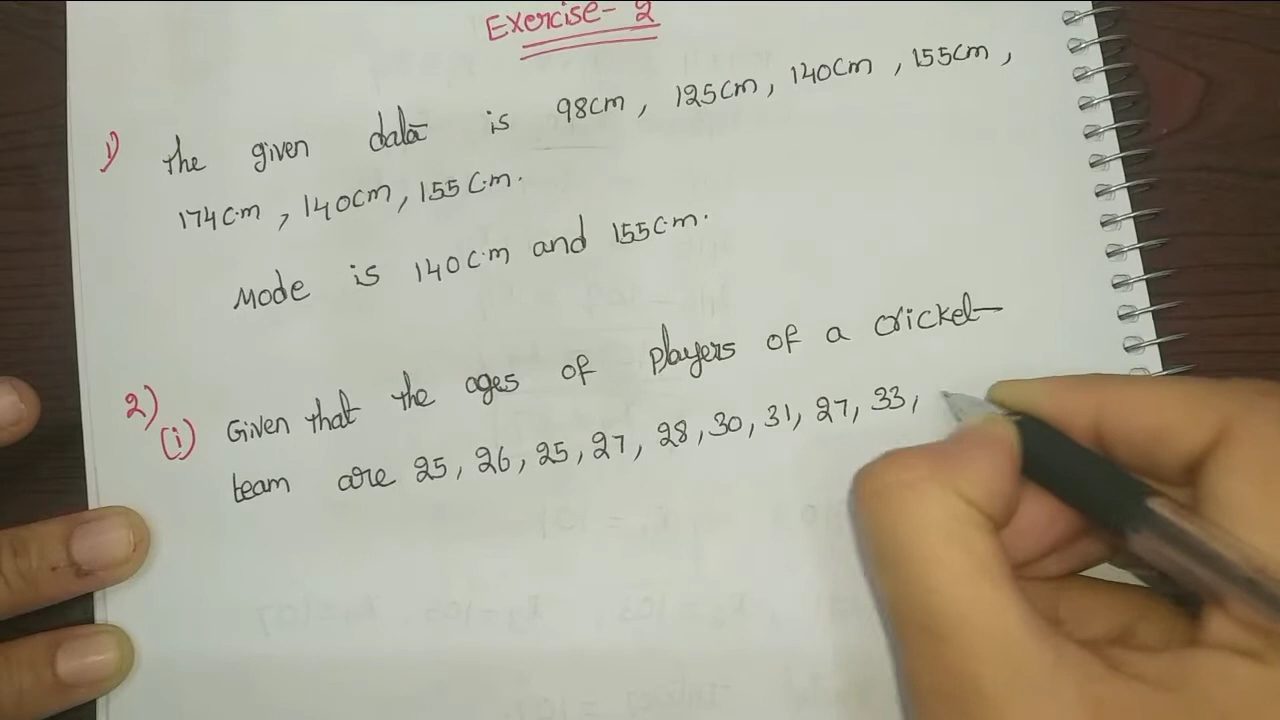 Exercise- 2
1) The given data is 98cm, 125cm, 140cm, 155cm,
174cm, 140cm, 155cm.
Mode is 140cm and 155cm.
2)
(i) Given that the ages of players of a cricket
team are 25, 26, 25, 27, 28, 30, 31, 27, 33,